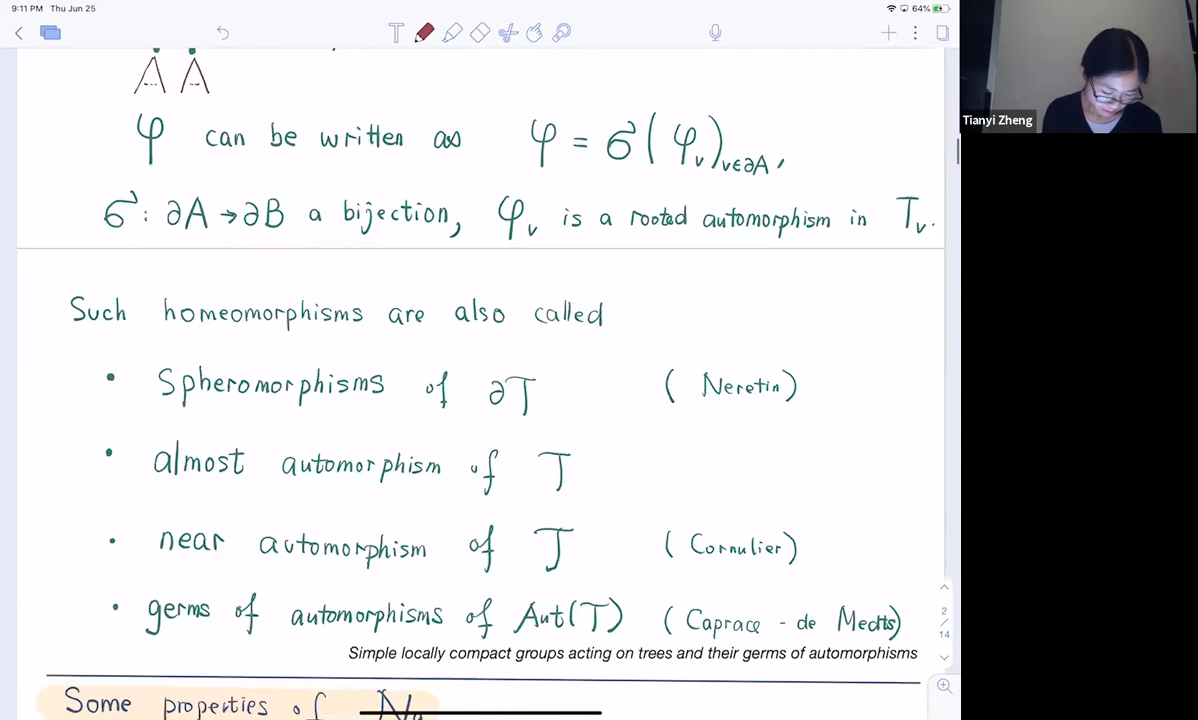 9:11 PM Thu Jun 25
64%
φ can be written as φ = σ(φ_v)_{v∈∂A},
σ: ∂A → ∂B a bijection, φ_v is a rooted automorphism in T_v.
Such homeomorphisms are also called
• Spheromorphisms of ∂T (Neretin)
• almost automorphism of T
• near automorphism of T (Cornulier)
• germs of automorphisms of Aut(T) (Caprace - de Medts)
Simple locally compact groups acting on trees and their germs of automorphisms
Some properties of
2
/
14
Tianyi Zheng